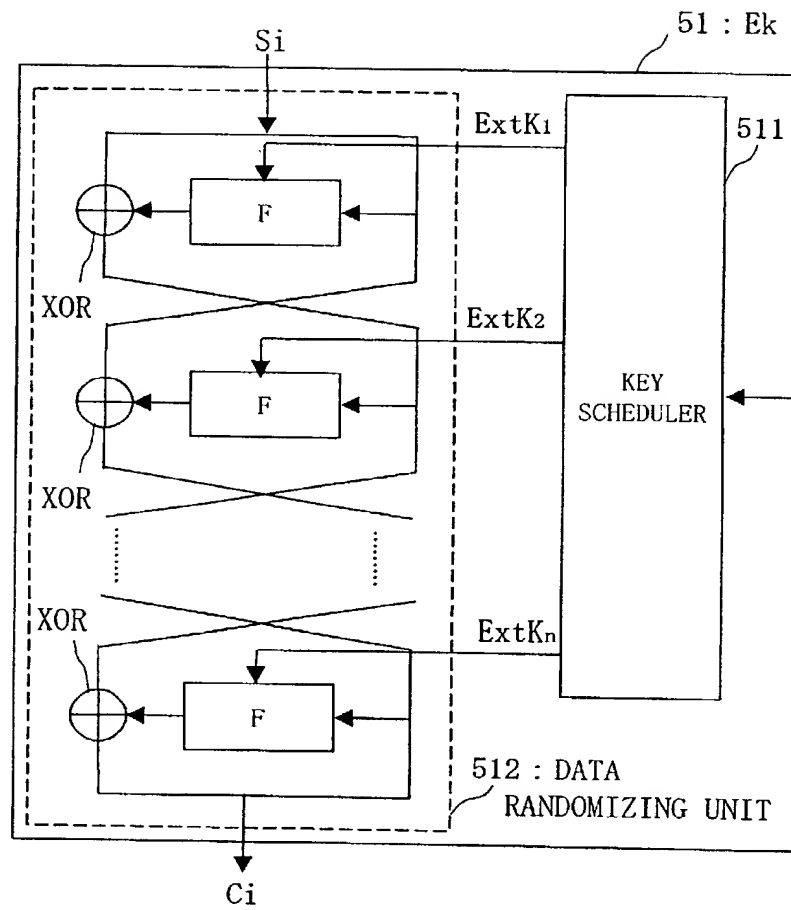 51 : Ek
Si
ExtK1
511
F
XOR
ExtK2
F
KEY
SCHEDULER
XOR
XOR
ExtKn
F
512 : DATA
RANDOMIZING UNIT
Ci